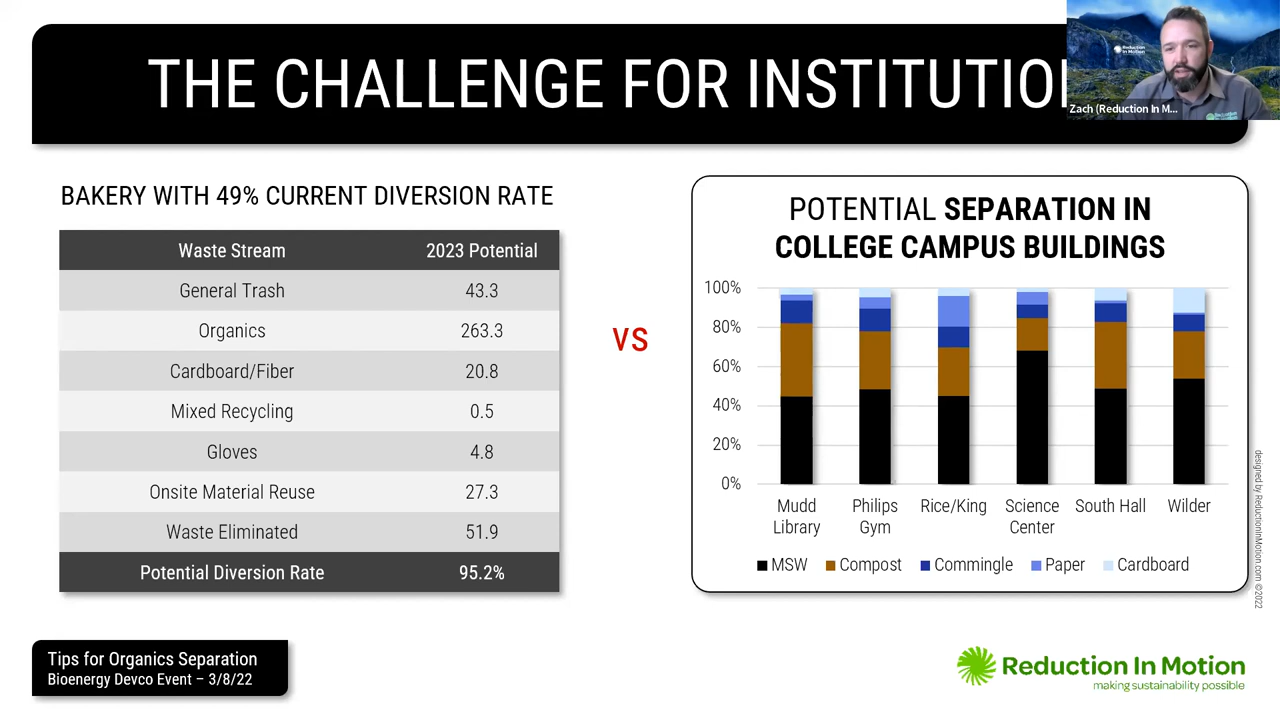 THE CHALLENGE FOR INSTITUTIO
Reduction
In Motion
Zach (Reduction In M...
BAKERY WITH 49% CURRENT DIVERSION RATE
Waste Stream 2023 Potential
General Trash 43.3
Organics 263.3
Cardboard/Fiber 20.8
Mixed Recycling 0.5
Gloves 4.8
Onsite Material Reuse 27.3
Waste Eliminated 51.9
Potential Diversion Rate 95.2%
VS
POTENTIAL SEPARATION IN
COLLEGE CAMPUS BUILDINGS
100%
80%
60%
40%
20%
0%
Mudd Library
Philips Gym
Rice/King
Science Center
South Hall
Wilder
MSW Compost Commingle Paper Cardboard
designed by ReductionInMotion.com ©2022
Tips for Organics Separation
Bioenergy Devco Event – 3/8/22
Reduction In Motion
making sustainability possible